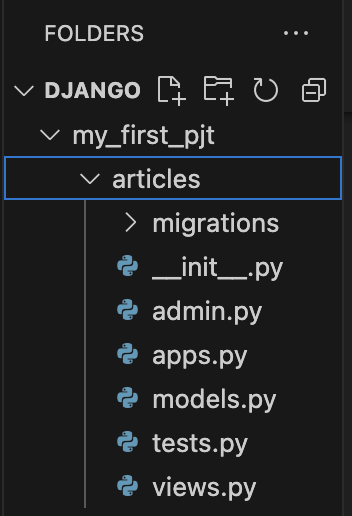 FOLDERS
DJANGO
my_first_pjt
articles
migrations
__init__.py
admin.py
apps.py
models.py
tests.py
views.py